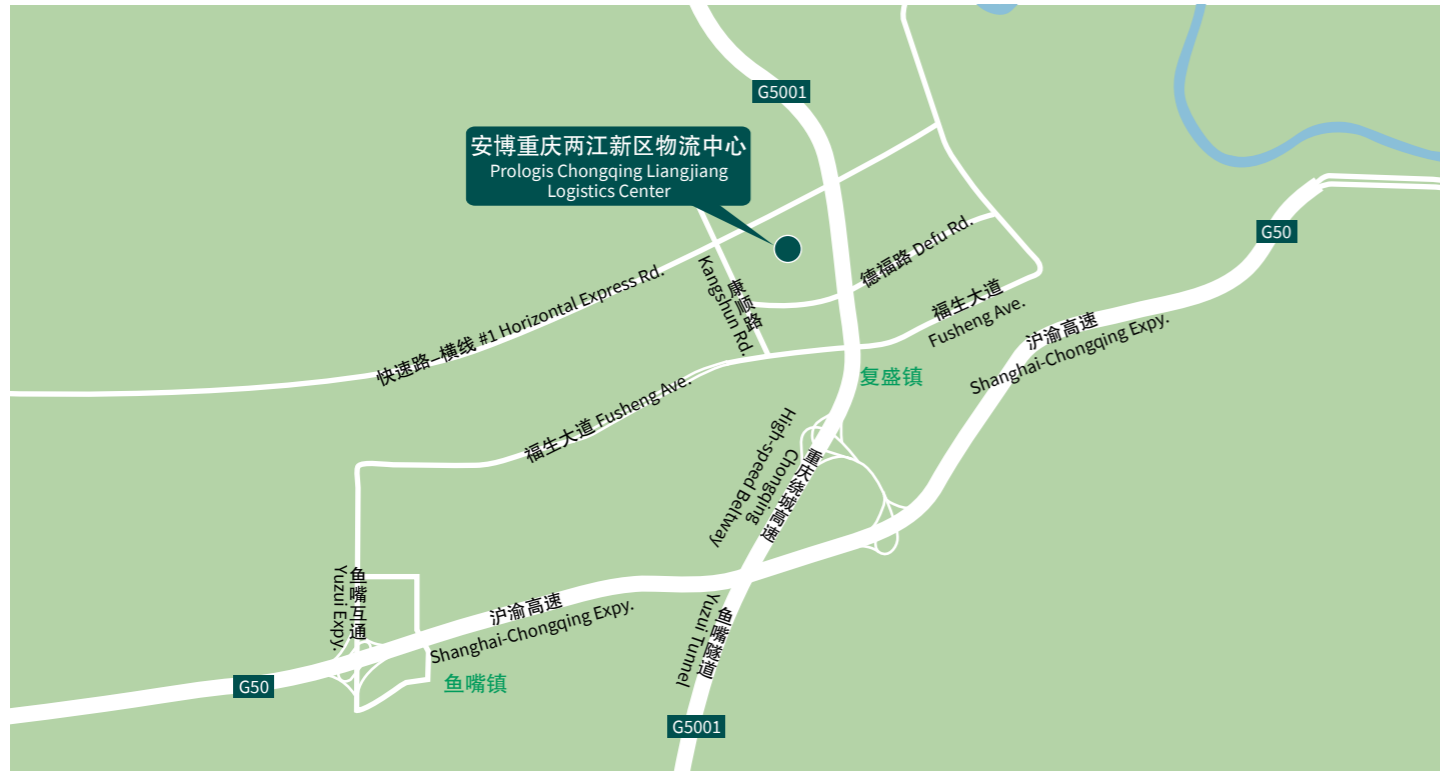 G5001
安博重庆两江新区物流中心
Prologis Chongqing Liangjiang
Logistics Center
G50
德福路 Defu Rd.
康顺路
Kangshun Rd.
快速路–横线 #1 Horizontal Express Rd.
福生大道
Fusheng Ave.
沪渝高速
Shanghai-Chongqing Expy.
复盛镇
福生大道 Fusheng Ave.
重庆绕城高速
Chongqing
High-speed Beltway
鱼嘴互通
Yuzui Expy.
沪渝高速
Shanghai-Chongqing Expy.
鱼嘴隧道
Yuzui Tunnel
鱼嘴镇
G50
G5001